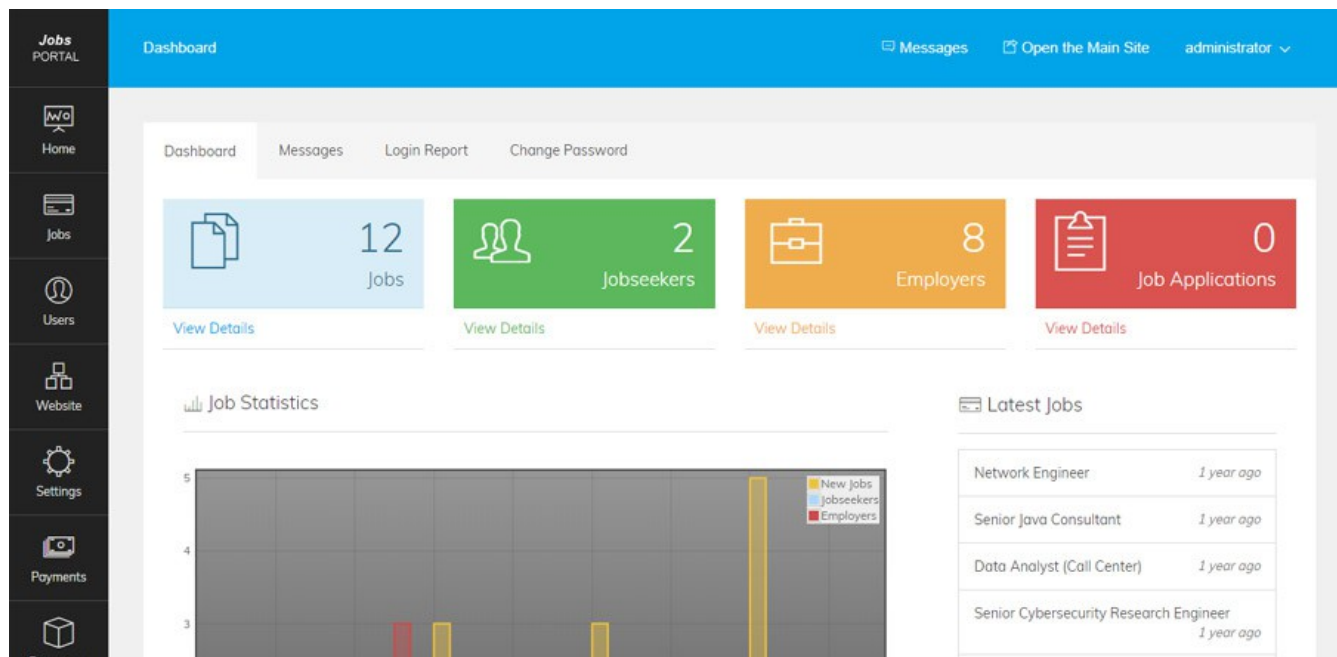 Jobs
PORTAL
Dashboard
Messages
Open the Main Site
administrator
Home
Jobs
Users
Website
Settings
Payments
Dashboard
Messages
Login Report
Change Password
12
Jobs
View Details
2
Jobseekers
View Details
8
Employers
View Details
0
Job Applications
View Details
Job Statistics
5
4
3
New Jobs
Jobseekers
Employers
Latest Jobs
Network Engineer 1 year ago
Senior Java Consultant 1 year ago
Data Analyst (Call Center) 1 year ago
Senior Cybersecurity Research Engineer
1 year ago